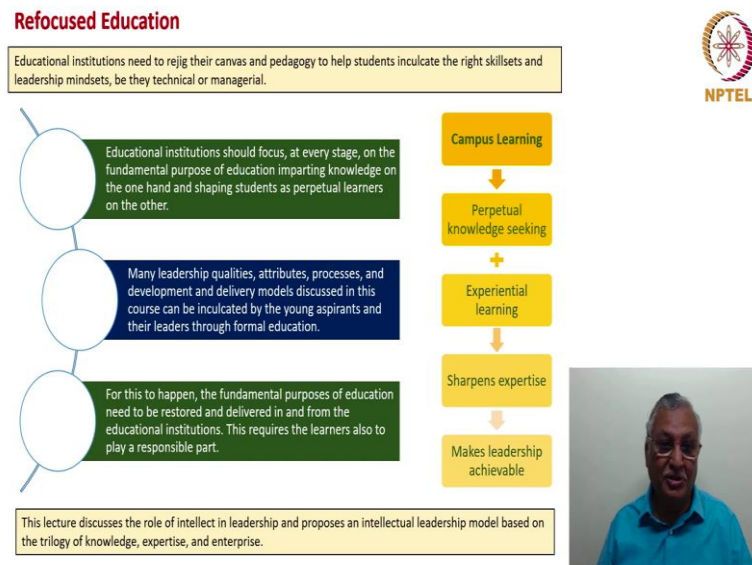 Refocused Education
Educational institutions need to rejig their canvas and pedagogy to help students inculcate the right skillsets and
leadership mindsets, be they technical or managerial.
NPTEL
Educational institutions should focus, at every stage, on the
fundamental purpose of education imparting knowledge on
the one hand and shaping students as perpetual learners
on the other.
Many leadership qualities, attributes, processes, and
development and delivery models discussed in this
course can be inculcated by the young aspirants and
their leaders through formal education.
For this to happen, the fundamental purposes of education
need to be restored and delivered in and from the
educational institutions. This requires the learners also to
play a responsible part.
Campus Learning
Perpetual
knowledge seeking
Experiential
learning
Sharpens expertise
Makes leadership
achievable
This lecture discusses the role of intellect in leadership and proposes an intellectual leadership model based on
the trilogy of knowledge, expertise, and enterprise.